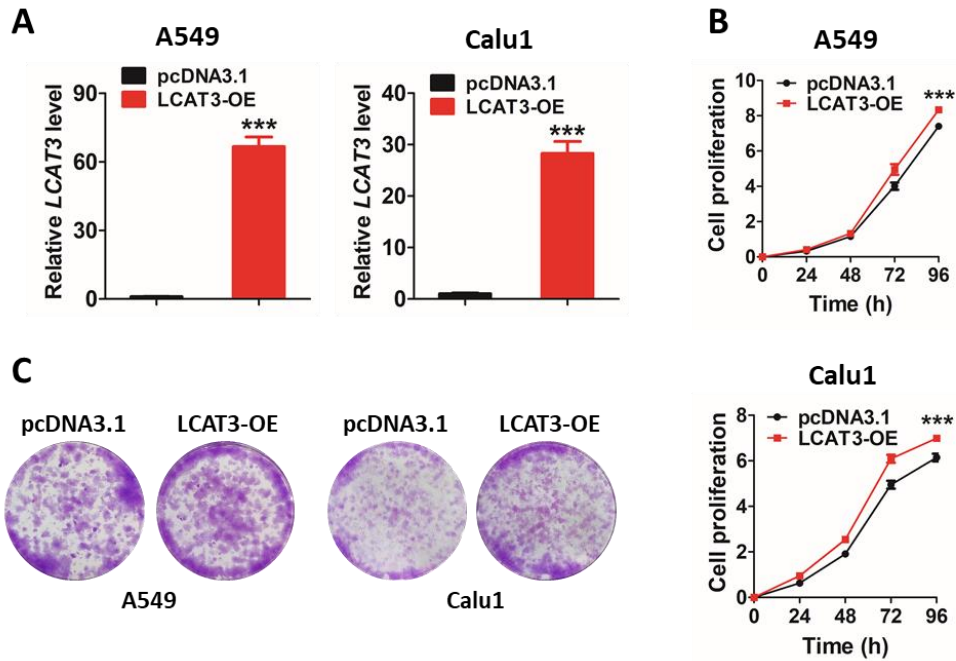 A
A549
pcDNA3.1
LCAT3-OE
Relative LCAT3 level
90
60
30
0
***
Calu1
pcDNA3.1
LCAT3-OE
Relative LCAT3 level
40
30
20
10
0
***
B
A549
pcDNA3.1
LCAT3-OE
***
Cell proliferation
10
8
6
4
2
0
0 24 48 72 96
Time (h)
Calu1
pcDNA3.1
LCAT3-OE
***
Cell proliferation
8
6
4
2
0
0 24 48 72 96
Time (h)
C
pcDNA3.1 LCAT3-OE
A549
pcDNA3.1 LCAT3-OE
Calu1